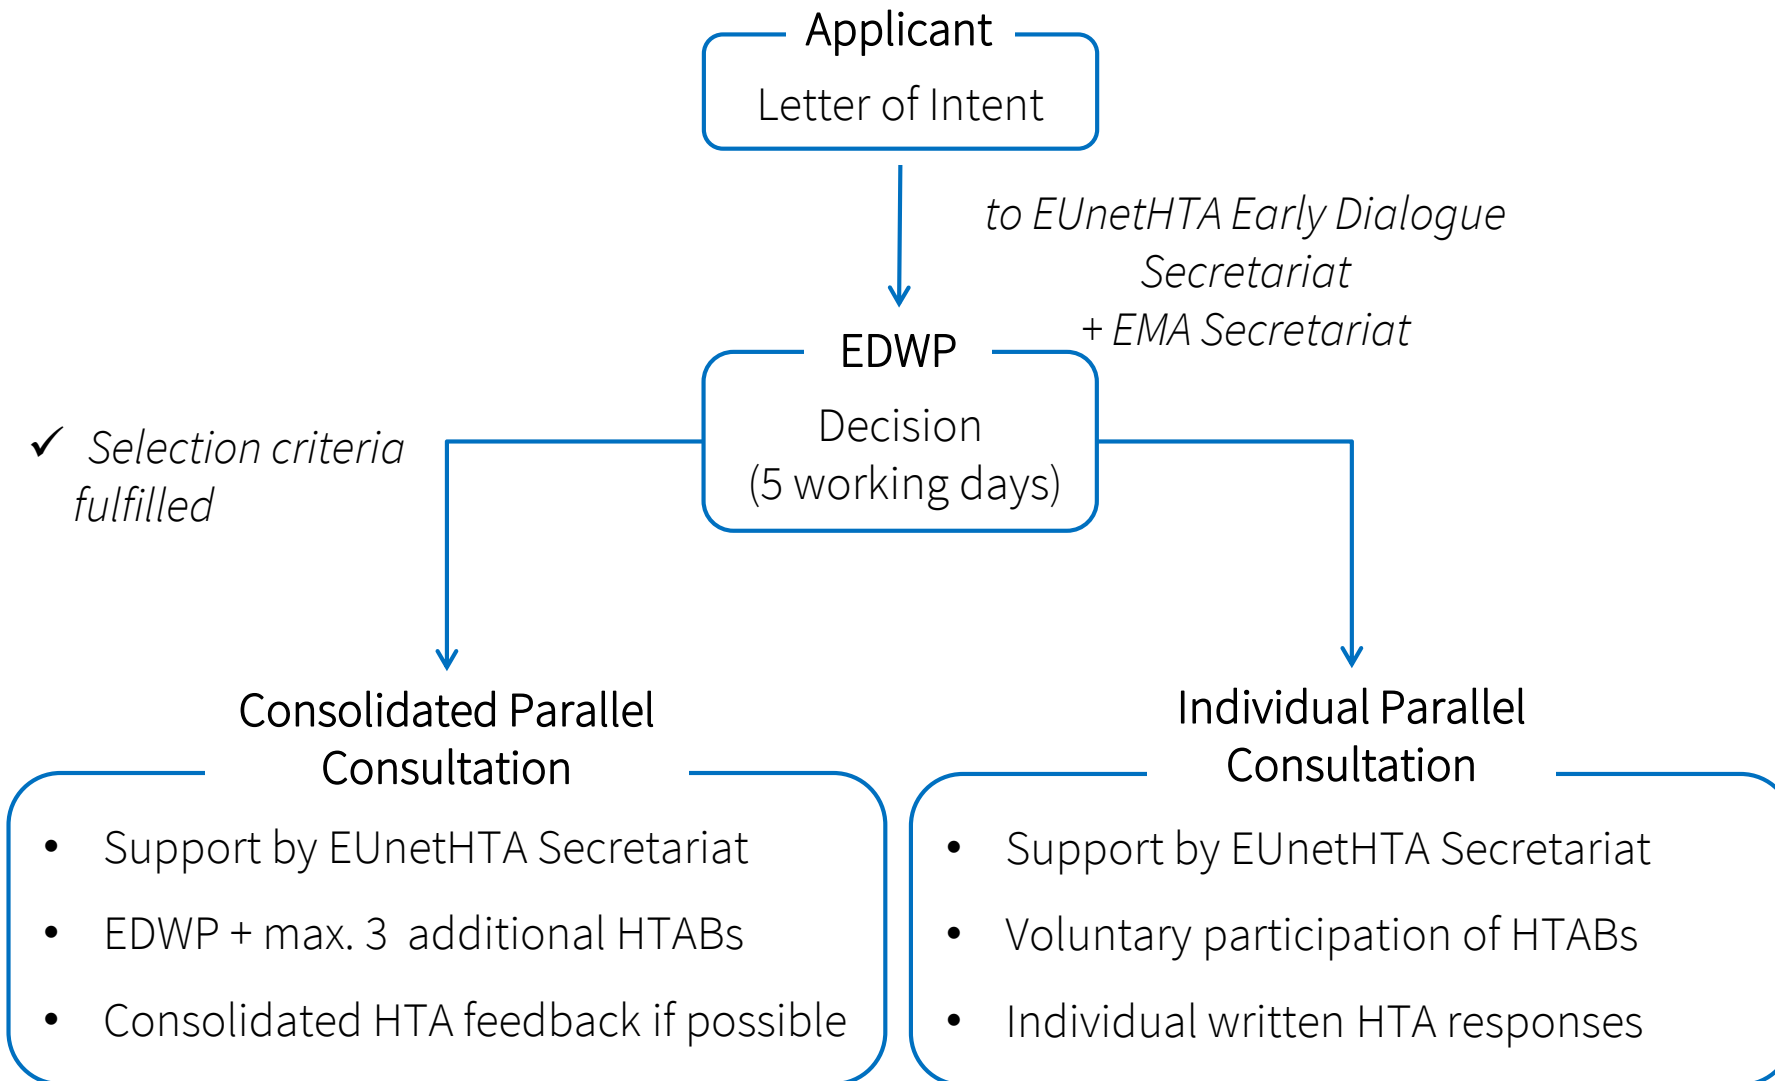 Applicant
Letter of Intent
to EUnetHTA Early Dialogue
Secretariat
+ EMA Secretariat
EDWP
Decision
(5 working days)
✓ Selection criteria
fulfilled
Consolidated Parallel
Consultation
• Support by EUnetHTA Secretariat
• EDWP + max. 3 additional HTABs
• Consolidated HTA feedback if possible
Individual Parallel
Consultation
• Support by EUnetHTA Secretariat
• Voluntary participation of HTABs
• Individual written HTA responses